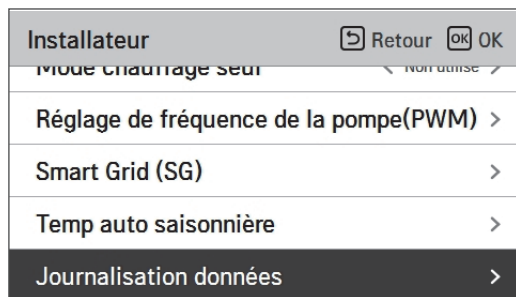 Installateur Retour OK OK
Mode chauffage seul < Non utilisé >
Réglage de fréquence de la pompe(PWM) >
Smart Grid (SG) >
Temp auto saisonnière >
Journalisation données >